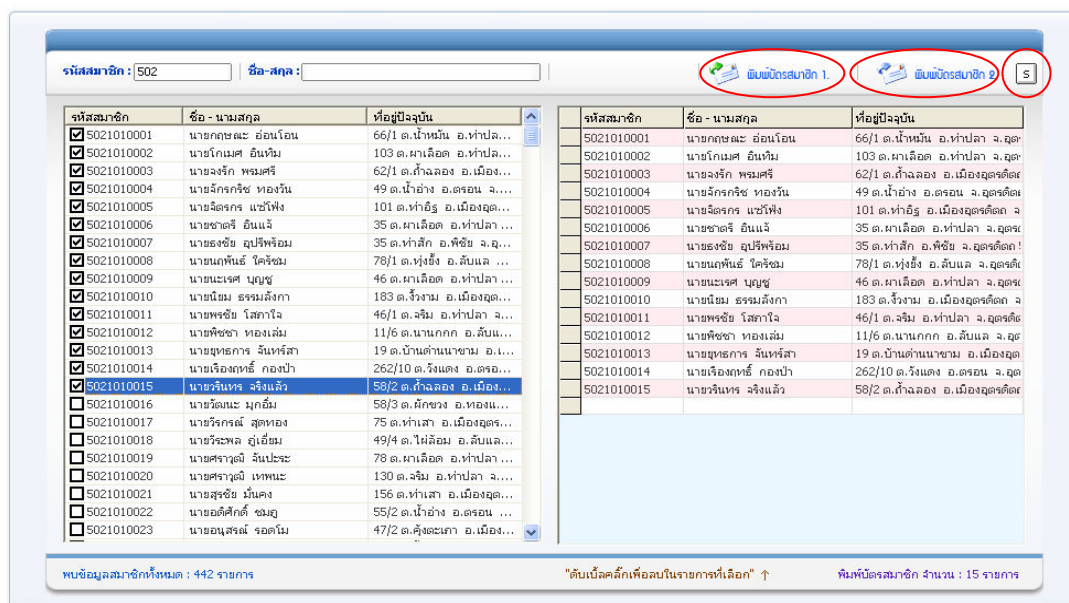 รหัสสมาชิก : 502 ชื่อ-สกุล : พิมพ์บัตรสมาชิก 1. พิมพ์บัตรสมาชิก 2 S
รหัสสมาชิก ชื่อ - นามสกุล ที่อยู่ปัจจุบัน
5021010001 นายกฤษณะ อ่อนโอน 66/1 ต.น้ำหมัน อ.ท่าปลา...
5021010002 นายโกเมศ อินทิม 103 ต.ผาเลือด อ.ท่าปลา...
5021010003 นายจงรัก พรมศรี 62/1 ต.ถ้ำฉลอง อ.เมือง...
5021010004 นายจักรกริช ทองวัน 49 ต.น้ำอ่าง อ.ตรอน จ....
5021010005 นายจิตรกร แซ่โฟ้ง 101 ต.ท่าอิฐ อ.เมืองอุต...
5021010006 นายชาตรี อินแจ้ 35 ต.ผาเลือด อ.ท่าปลา ...
5021010007 นายธงชัย อุปรีพร้อม 35 ต.ท่าสัก อ.พิชัย จ.อุ...
5021010008 นายนฤพันธ์ ใคร้ชม 78/1 ต.ทุ่งยั้ง อ.ลับแล ...
5021010009 นายนะเรศ บุญชู 46 ต.ผาเลือด อ.ท่าปลา ...
5021010010 นายนิยม ธรรมลังกา 183 ต.งิ้วงาม อ.เมืองอุต...
5021010011 นายพรชัย โสภาใจ 46/1 ต.จริม อ.ท่าปลา จ...
5021010012 นายพิชชา ทองเล่ม 11/6 ต.นานกกก อ.ลับแ...
5021010013 นายยุทธการ จันทร์สา 19 ต.บ้านด่านนาขาม อ.เ...
5021010014 นายเรืองฤทธิ์ กองป่า 262/10 ต.วังแดง อ.ตรอ...
5021010015 นายวรินทร จริงแล้ว 58/2 ต.ถ้ำฉลอง อ.เมือง...
5021010016 นายวัฒนะ มุกอิ่ม 58/3 ต.ผักขวง อ.ทองแ...
5021010017 นายวีรกรณ์ สุดทอง 75 ต.ท่าเสา อ.เมืองอุตร...
5021010018 นายวีระพล ภู่เอี่ยม 49/4 ต.ไผ่ล้อม อ.ลับแล...
5021010019 นายศราวุฒิ จันปะระ 78 ต.ผาเลือด อ.ท่าปลา ...
5021010020 นายศราวุฒิ เทพนะ 130 ต.จริม อ.ท่าปลา จ....
5021010021 นายสุรชัย มั่นคง 156 ต.ท่าเสา อ.เมืองอุต...
5021010022 นายอดิศักดิ์ ชมภู 55/2 ต.น้ำอ่าง อ.ตรอน ...
5021010023 นายอนุสรณ์ รอดโม 47/2 ต.คุ้งตะเภา อ.เมือง...
รหัสสมาชิก ชื่อ - นามสกุล ที่อยู่ปัจจุบัน
5021010001 นายกฤษณะ อ่อนโอน 66/1 ต.น้ำหมัน อ.ท่าปลา จ.อุตร
5021010002 นายโกเมศ อินทิม 103 ต.ผาเลือด อ.ท่าปลา จ.อุต
5021010003 นายจงรัก พรมศรี 62/1 ต.ถ้ำฉลอง อ.เมืองอุตรดิตถ
5021010004 นายจักรกริช ทองวัน 49 ต.น้ำอ่าง อ.ตรอน จ.อุตรดิตถ
5021010005 นายจิตรกร แซ่โฟ้ง 101 ต.ท่าอิฐ อ.เมืองอุตรดิตถ จ
5021010006 นายชาตรี อินแจ้ 35 ต.ผาเลือด อ.ท่าปลา จ.อุตรด
5021010007 นายธงชัย อุปรีพร้อม 35 ต.ท่าสัก อ.พิชัย จ.อุตรดิตถ
5021010008 นายนฤพันธ์ ใคร้ชม 78/1 ต.ทุ่งยั้ง อ.ลับแล จ.อุตรดิ
5021010009 นายนะเรศ บุญชู 46 ต.ผาเลือด อ.ท่าปลา จ.อุตรด
5021010010 นายนิยม ธรรมลังกา 183 ต.งิ้วงาม อ.เมืองอุตรดิตถ จ
5021010011 นายพรชัย โสภาใจ 46/1 ต.จริม อ.ท่าปลา จ.อุตรดิต
5021010012 นายพิชชา ทองเล่ม 11/6 ต.นานกกก อ.ลับแล จ.อุต
5021010013 นายยุทธการ จันทร์สา 19 ต.บ้านด่านนาขาม อ.เมืองอุต
5021010014 นายเรืองฤทธิ์ กองป่า 262/10 ต.วังแดง อ.ตรอน จ.อุต
5021010015 นายวรินทร จริงแล้ว 58/2 ต.ถ้ำฉลอง อ.เมืองอุตรดิตถ
พบข้อมูลสมาชิกทั้งหมด : 442 รายการ "ดับเบิ้ลคลิ๊กเพื่อลบในรายการที่เลือก" ↑ พิมพ์บัตรสมาชิก จำนวน : 15 รายการ